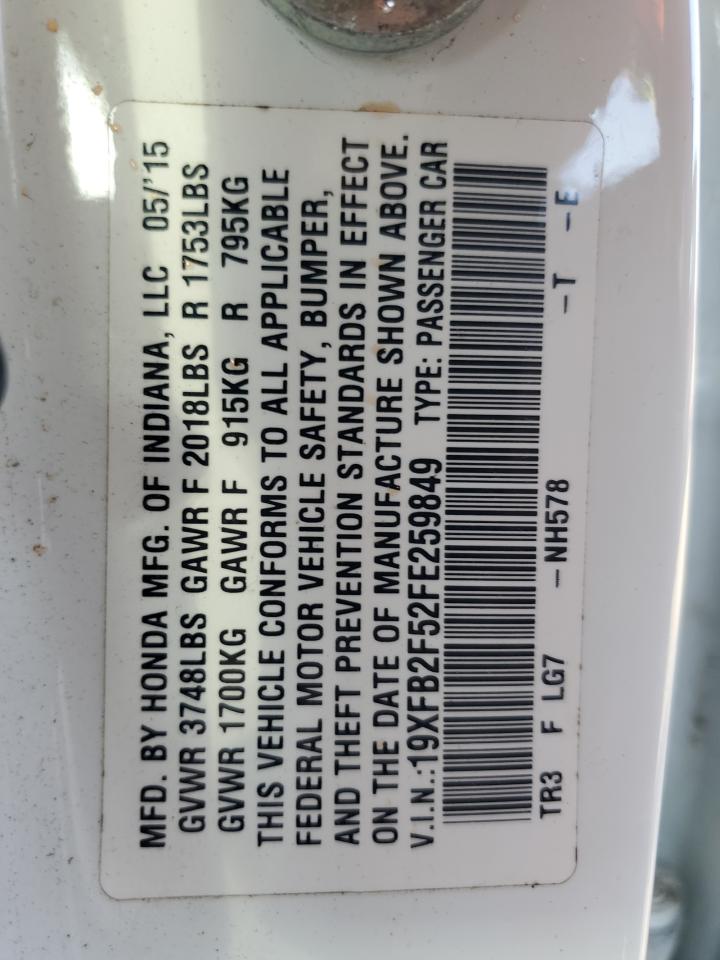 MFD. BY HONDA MFG. OF INDIANA, LLC 05/'15
GVWR 3748LBS GAWR F 2018LBS R 1753LBS
GVWR 1700KG GAWR F 915KG R 795KG
THIS VEHICLE CONFORMS TO ALL APPLICABLE
FEDERAL MOTOR VEHICLE SAFETY, BUMPER,
AND THEFT PREVENTION STANDARDS IN EFFECT
ON THE DATE OF MANUFACTURE SHOWN ABOVE.
V.I.N.:19XFB2F52FE259849 TYPE: PASSENGER CAR
TR3 F LG7 – NH578 –T –E